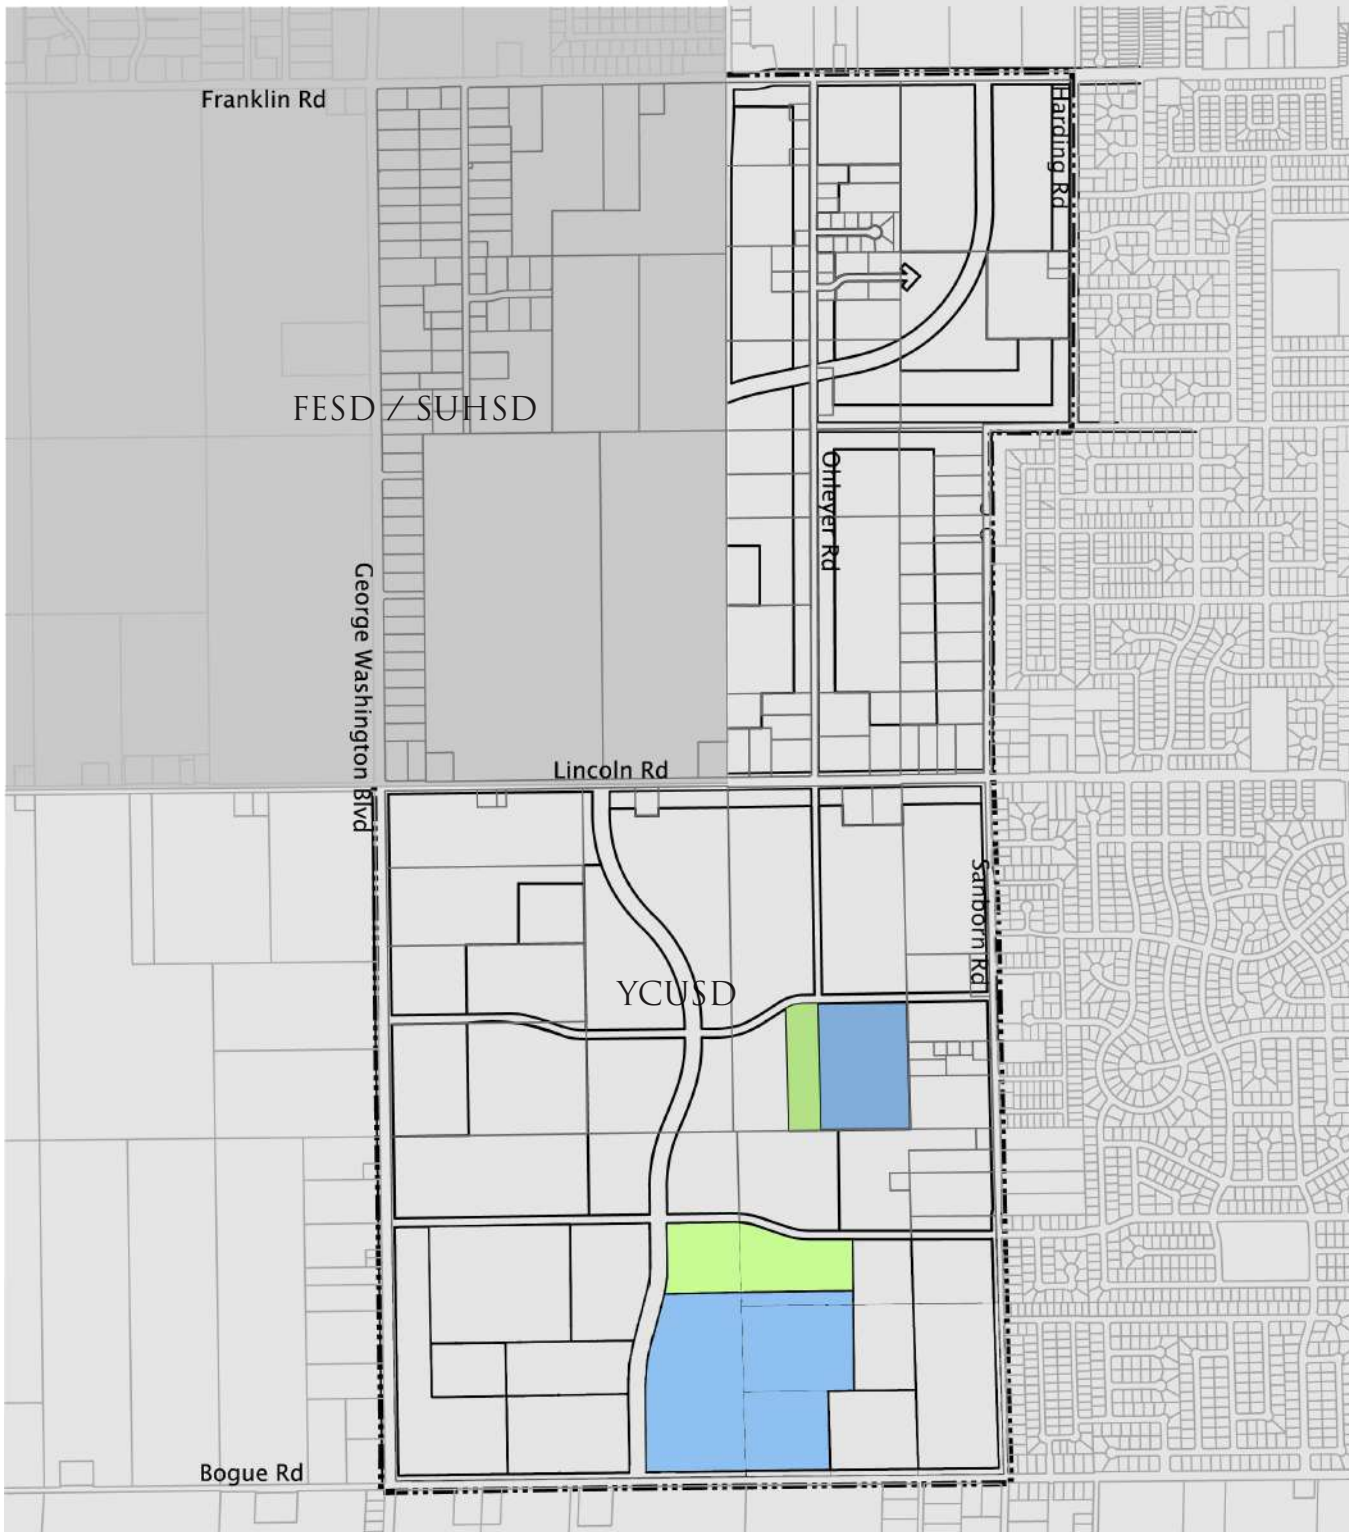 Franklin Rd
Harding Rd
FESD / SUHSD
Ohleyer Rd
George Washington Blvd
Lincoln Rd
Sanborn Rd
YCUSD
Bogue Rd